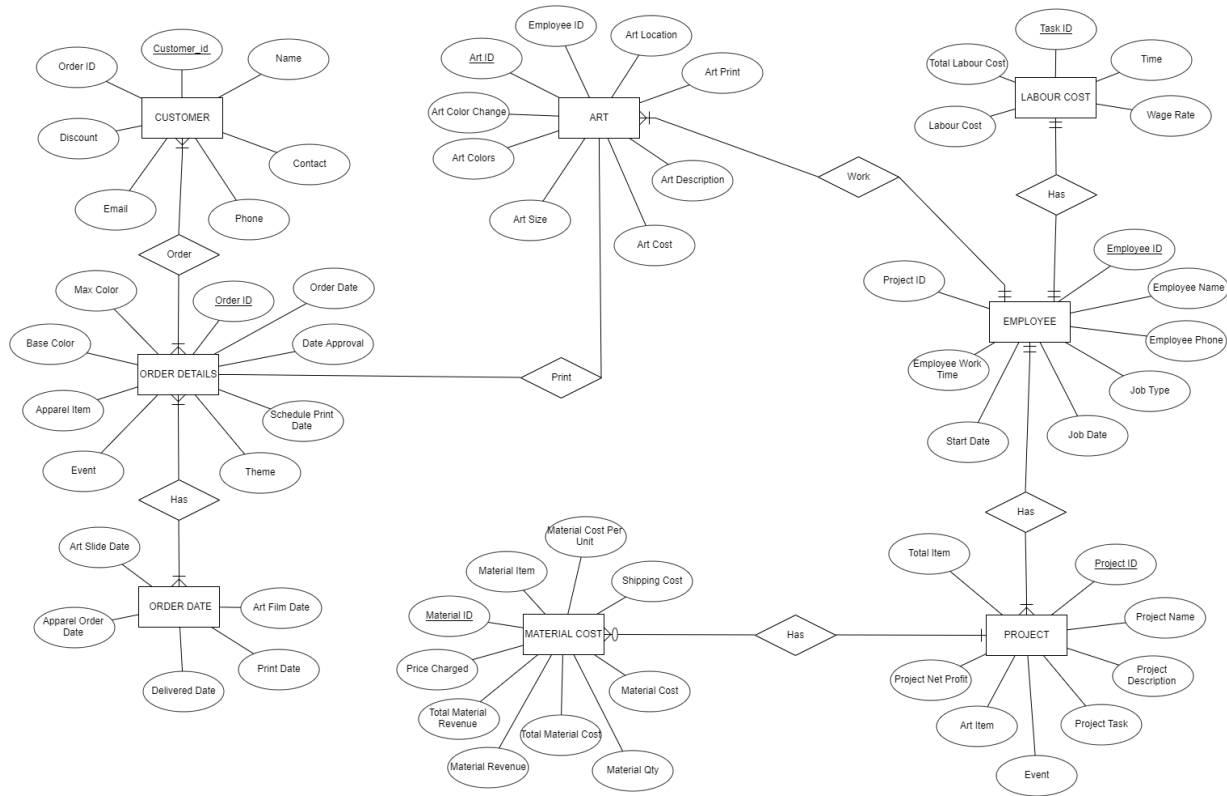 Customer_id
Order ID
Name
CUSTOMER
Discount
Contact
Email
Phone
Order
Max Color
Order ID
Order Date
Base Color
Date Approval
ORDER DETAILS
Apparel Item
Schedule Print
Date
Event
Theme
Has
Art Slide Date
ORDER DATE
Art Film Date
Apparel Order
Date
Print Date
Delivered Date
Employee ID
Art Location
Art ID
Art Print
Art Color Change
ART
Art Colors
Art Description
Art Size
Art Cost
Work
Print
Task ID
Total Labour Cost
Time
LABOUR COST
Labour Cost
Wage Rate
Has
Employee ID
Project ID
Employee Name
EMPLOYEE
Employee Phone
Employee Work
Time
Job Type
Start Date
Job Date
Has
Material Cost Per
Unit
Material Item
Shipping Cost
Material ID
MATERIAL COST
Price Charged
Material Cost
Total Material
Revenue
Total Material Cost
Material Revenue
Material Qty
Has
Total Item
Project ID
Project Name
PROJECT
Project Net Profit
Project
Description
Art Item
Project Task
Event